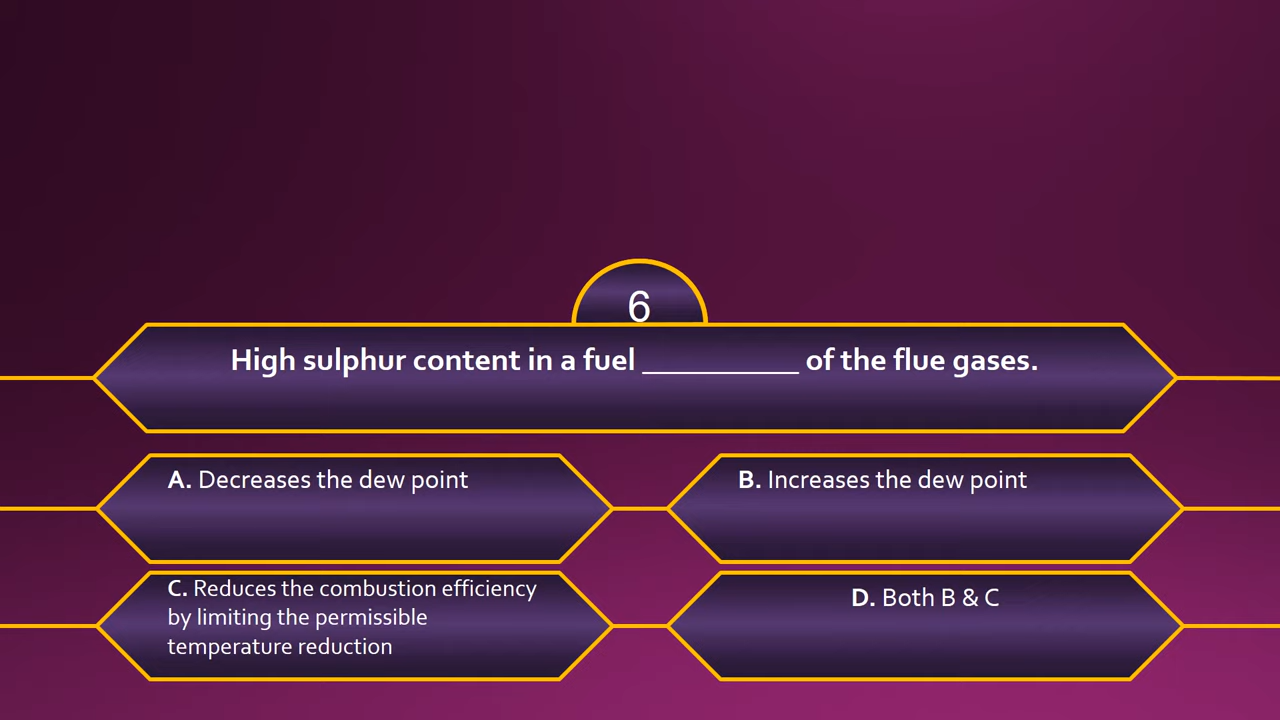 6
High sulphur content in a fuel ___________ of the flue gases.
A. Decreases the dew point
B. Increases the dew point
C. Reduces the combustion efficiency
by limiting the permissible
temperature reduction
D. Both B & C